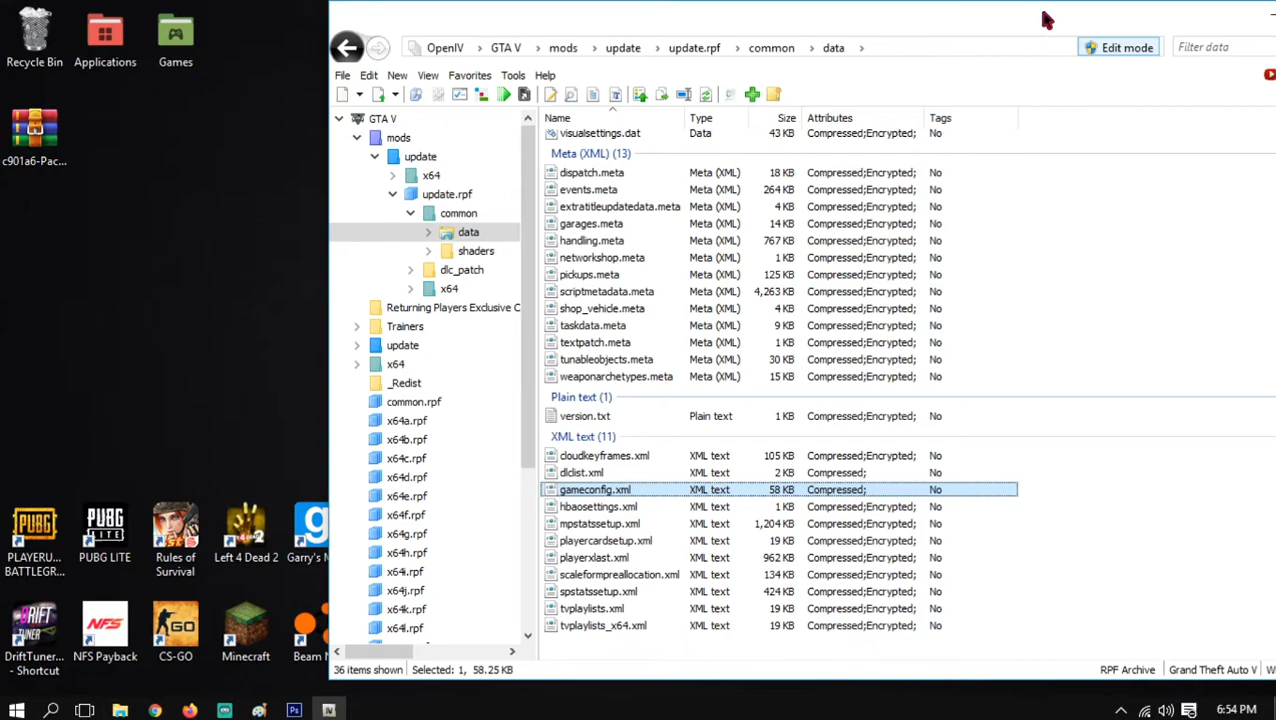 Recycle Bin
Applications
Games
c901a6-Pac...
PLAYERU...
BATTLEGR...
PUBG LITE
Rules of
Survival
Left 4 Dead 2
Garry's M
DriftTuner...
- Shortcut
NFS Payback
CS-GO
Minecraft
Beam N
OpenIV > GTA V > mods > update > update.rpf > common > data >
Edit mode
Filter data
File Edit New View Favorites Tools Help
GTA V
mods
update
x64
update.rpf
common
data
shaders
dlc_patch
x64
Returning Players Exclusive C
Trainers
update
x64
_Redist
common.rpf
x64a.rpf
x64b.rpf
x64c.rpf
x64d.rpf
x64e.rpf
x64f.rpf
x64g.rpf
x64h.rpf
x64i.rpf
x64j.rpf
x64k.rpf
x64l.rpf
Name Type Size Attributes Tags
visualsettings.dat Data 43 KB Compressed;Encrypted; No
Meta (XML) (13)
dispatch.meta Meta (XML) 18 KB Compressed;Encrypted; No
events.meta Meta (XML) 264 KB Compressed;Encrypted; No
extratitleupdatedata.meta Meta (XML) 4 KB Compressed;Encrypted; No
garages.meta Meta (XML) 14 KB Compressed;Encrypted; No
handling.meta Meta (XML) 767 KB Compressed;Encrypted; No
networkshop.meta Meta (XML) 1 KB Compressed;Encrypted; No
pickups.meta Meta (XML) 125 KB Compressed;Encrypted; No
scriptmetadata.meta Meta (XML) 4,263 KB Compressed;Encrypted; No
shop_vehicle.meta Meta (XML) 4 KB Compressed;Encrypted; No
taskdata.meta Meta (XML) 9 KB Compressed;Encrypted; No
textpatch.meta Meta (XML) 1 KB Compressed;Encrypted; No
tunableobjects.meta Meta (XML) 30 KB Compressed;Encrypted; No
weaponarchetypes.meta Meta (XML) 15 KB Compressed;Encrypted; No
Plain text (1)
version.txt Plain text 1 KB Compressed;Encrypted; No
XML text (11)
cloudkeyframes.xml XML text 105 KB Compressed;Encrypted; No
dlclist.xml XML text 2 KB Compressed; No
gameconfig.xml XML text 58 KB Compressed; No
hbaosettings.xml XML text 1 KB Compressed;Encrypted; No
mpstatssetup.xml XML text 1,204 KB Compressed;Encrypted; No
playercardsetup.xml XML text 19 KB Compressed;Encrypted; No
playerxlast.xml XML text 962 KB Compressed;Encrypted; No
scaleformpreallocation.xml XML text 134 KB Compressed;Encrypted; No
spstatssetup.xml XML text 424 KB Compressed;Encrypted; No
tvplaylists.xml XML text 19 KB Compressed;Encrypted; No
tvplaylists_x64.xml XML text 19 KB Compressed;Encrypted; No
36 items shown Selected: 1, 58.25 KB RPF Archive Grand Theft Auto V W
6:54 PM